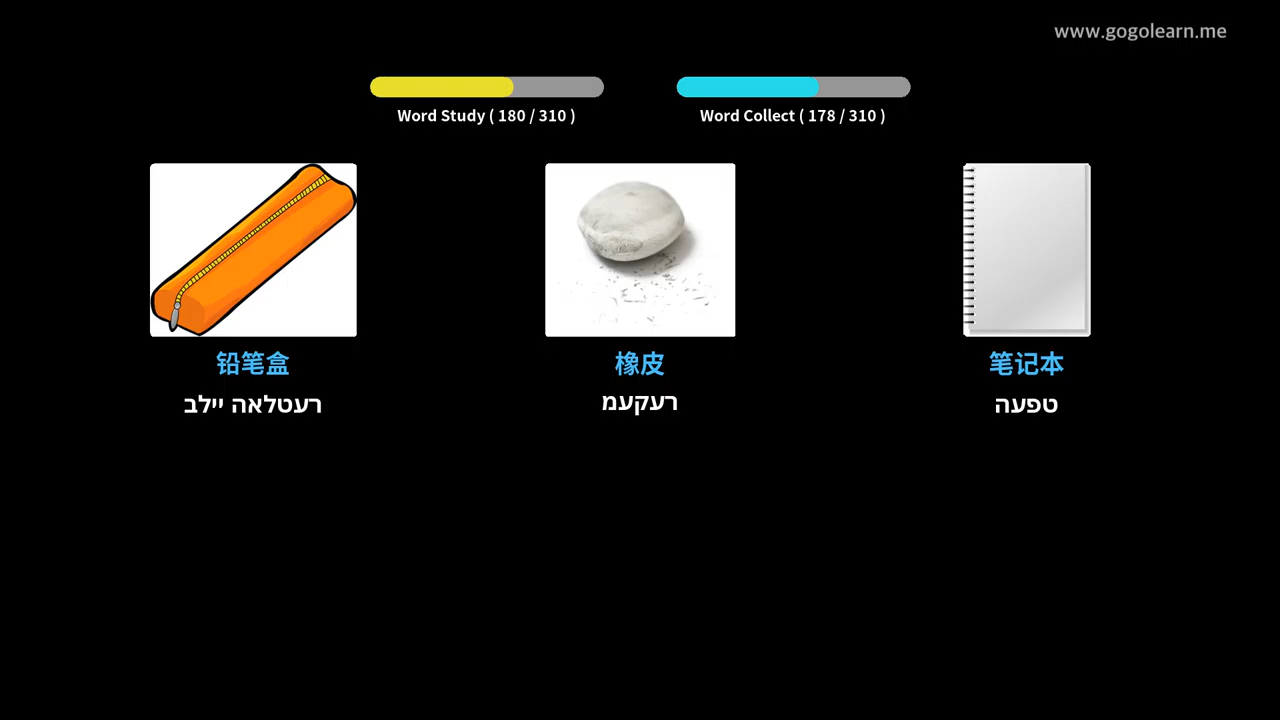 www.gogolearn.me
Word Study ( 180 / 310 )
Word Collect ( 178 / 310 )
铅笔盒
רעטלאה יילב
橡皮
רעקעמ
笔记本
טפעה